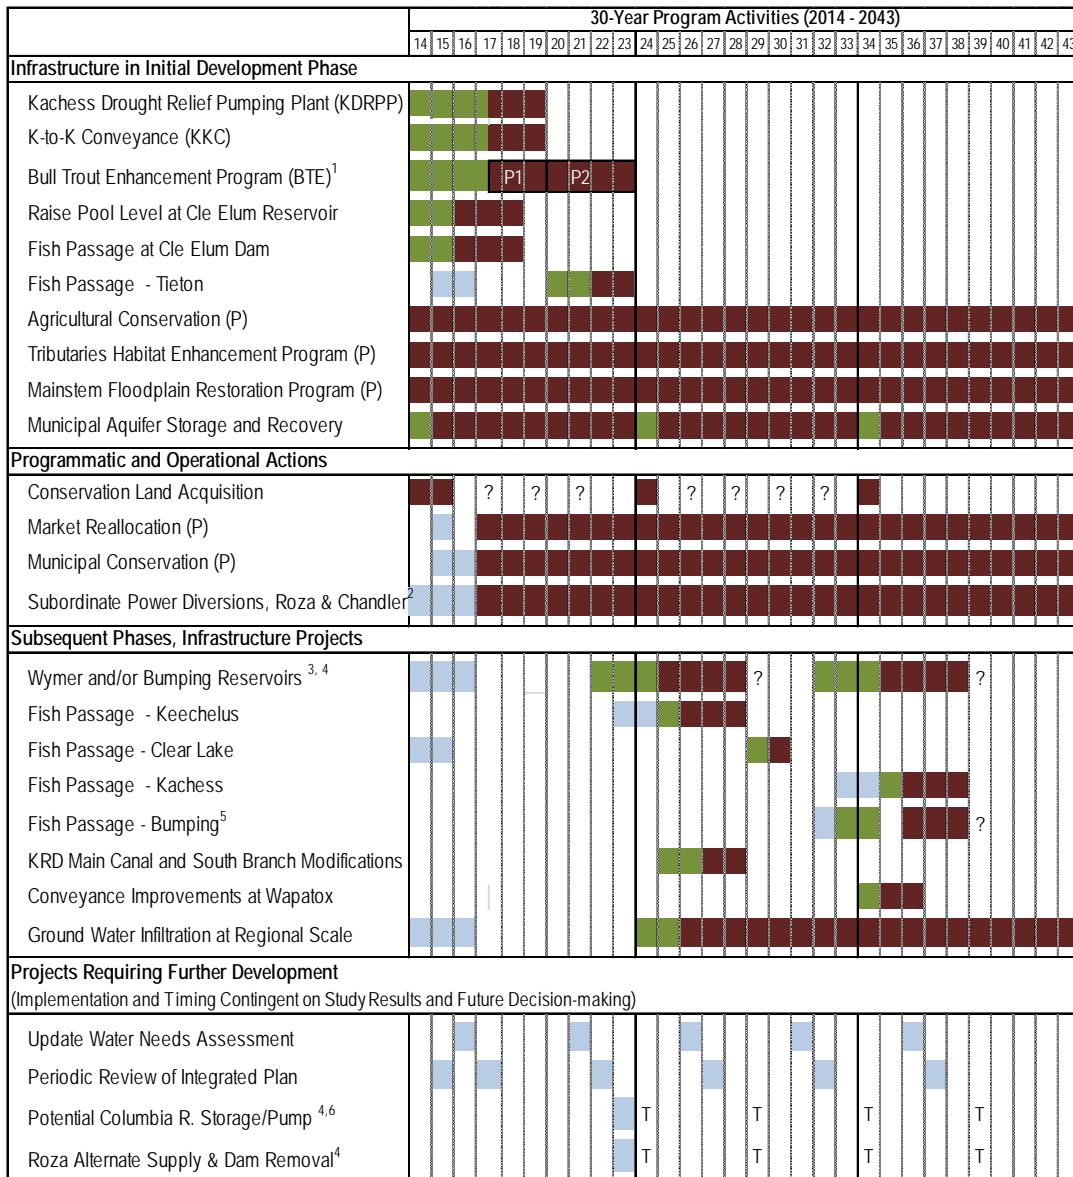 30-Year Program Activities (2014 - 2043)
14 15 16 17 18 19 20 21 22 23 24 25 26 27 28 29 30 31 32 33 34 35 36 37 38 39 40 41 42 43
Infrastructure in Initial Development Phase
Kachess Drought Relief Pumping Plant (KDRPP)
K-to-K Conveyance (KKC)
Bull Trout Enhancement Program (BTE)1 P1 P2
Raise Pool Level at Cle Elum Reservoir
Fish Passage at Cle Elum Dam
Fish Passage - Tieton
Agricultural Conservation (P)
Tributaries Habitat Enhancement Program (P)
Mainstem Floodplain Restoration Program (P)
Municipal Aquifer Storage and Recovery
Programmatic and Operational Actions
Conservation Land Acquisition ? ? ? ? ? ? ?
Market Reallocation (P)
Municipal Conservation (P)
Subordinate Power Diversions, Roza & Chandler2
Subsequent Phases, Infrastructure Projects
Wymer and/or Bumping Reservoirs 3, 4 ? ?
Fish Passage - Keechelus
Fish Passage - Clear Lake
Fish Passage - Kachess
Fish Passage - Bumping5 ?
KRD Main Canal and South Branch Modifications
Conveyance Improvements at Wapatox
Ground Water Infiltration at Regional Scale
Projects Requiring Further Development
(Implementation and Timing Contingent on Study Results and Future Decision-making)
Update Water Needs Assessment
Periodic Review of Integrated Plan
Potential Columbia R. Storage/Pump 4,6 T T T T
Roza Alternate Supply & Dam Removal4 T T T T